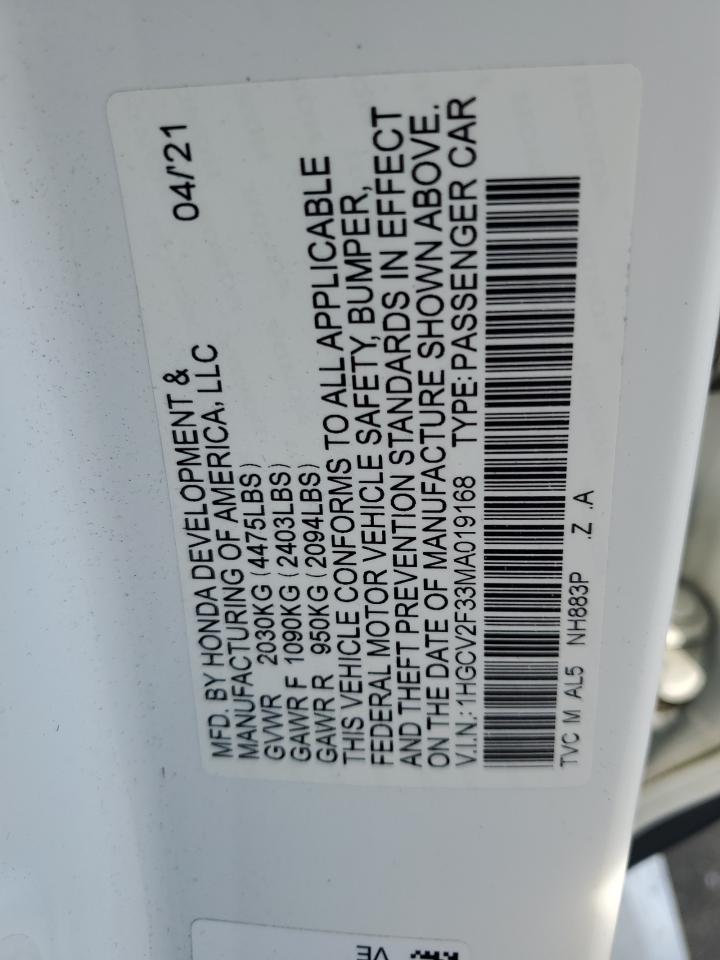 MFD. BY HONDA DEVELOPMENT & 04/'21
MANUFACTURING OF AMERICA, LLC
GVWR 2030KG(4475LBS)
GAWR F 1090KG(2403LBS)
GAWR R 950KG(2094LBS)
THIS VEHICLE CONFORMS TO ALL APPLICABLE
FEDERAL MOTOR VEHICLE SAFETY, BUMPER,
AND THEFT PREVENTION STANDARDS IN EFFECT
ON THE DATE OF MANUFACTURE SHOWN ABOVE.
V.I.N.: 1HGCV2F33MA019168 TYPE: PASSENGER CAR
TVC M AL5 NH883P .Z .A
VE